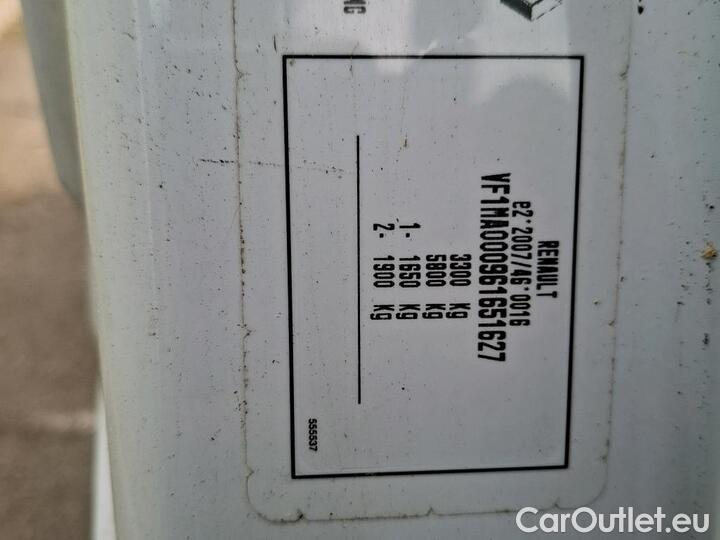 NG
RENAULT
e2*2007/46*0016
VF1MA000961651627
3300 Kg
5800 Kg
1- 1650 Kg
2- 1900 Kg
555537
CarOutlet.eu